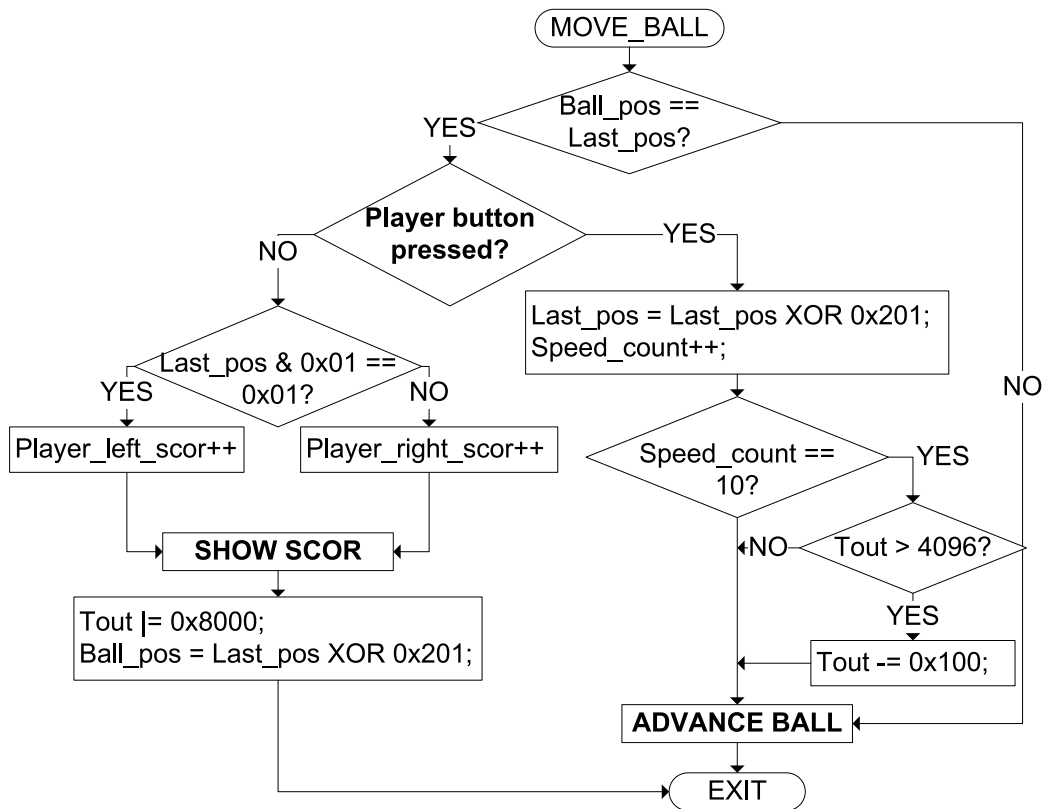 MOVE_BALL
Ball_pos ==
Last_pos?
YES
NO
Player button
pressed?
NO
YES
Last_pos & 0x01 ==
0x01?
YES
NO
Player_left_scor++
Player_right_scor++
SHOW SCOR
Tout |= 0x8000;
Ball_pos = Last_pos XOR 0x201;
Last_pos = Last_pos XOR 0x201;
Speed_count++;
Speed_count ==
10?
YES
Tout > 4096?
NO
YES
Tout -= 0x100;
ADVANCE BALL
EXIT